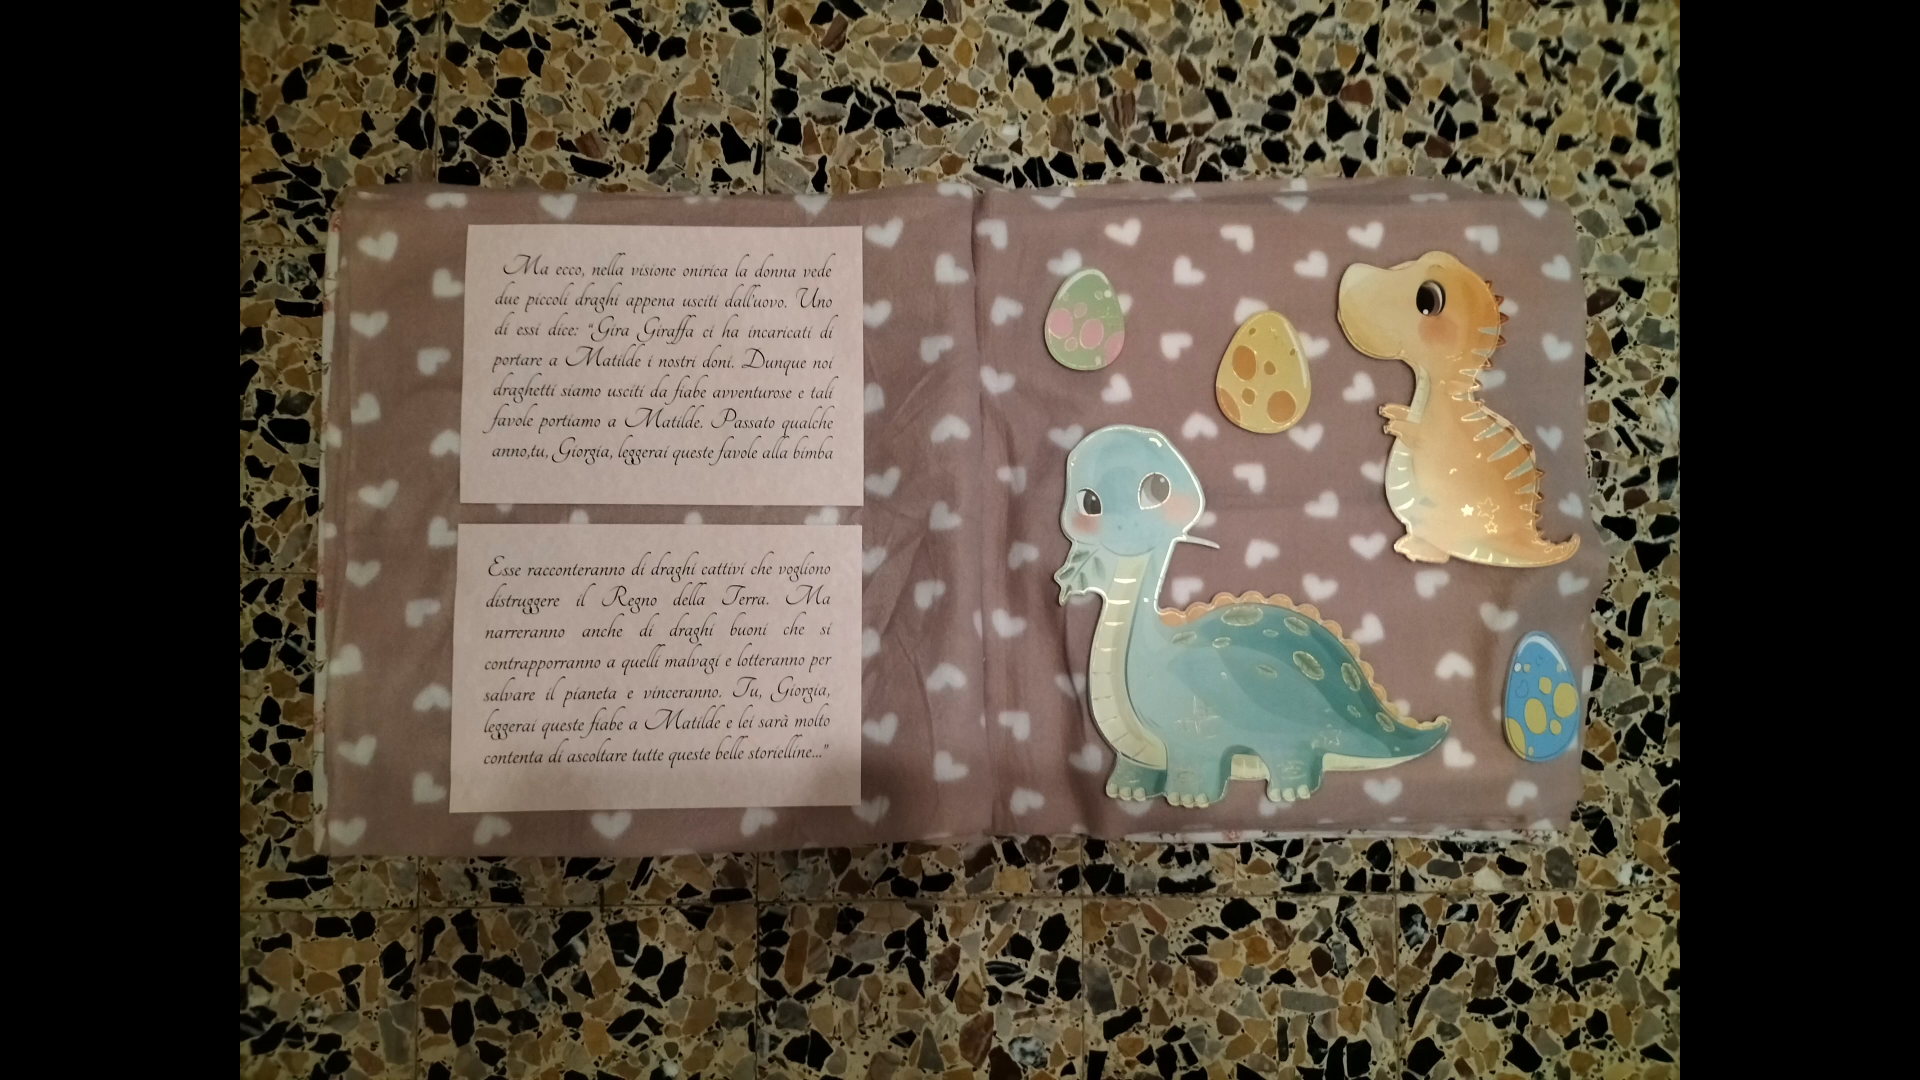 Ma ecco, nella visione onirica la donna vede
due piccoli draghi appena usciti dall'uovo. Uno
di essi dice: "Gira Giraffa ci ha incaricati di
portare a Matilde i nostri doni. Dunque noi
draghetti siamo usciti da fiabe avventurose e tali
favole portiamo a Matilde. Passato qualche
anno,tu, Giorgia, leggerai queste favole alla bimba
Esse racconteranno di draghi cattivi che vogliono
distruggere il Regno della Terra. Ma
narreranno anche di draghi buoni che si
contrapporranno a quelli malvagi e lotteranno per
salvare il pianeta e vinceranno. Tu, Giorgia,
leggerai queste fiabe a Matilde e lei sarà molto
contenta di ascoltare tutte queste belle storielline..."